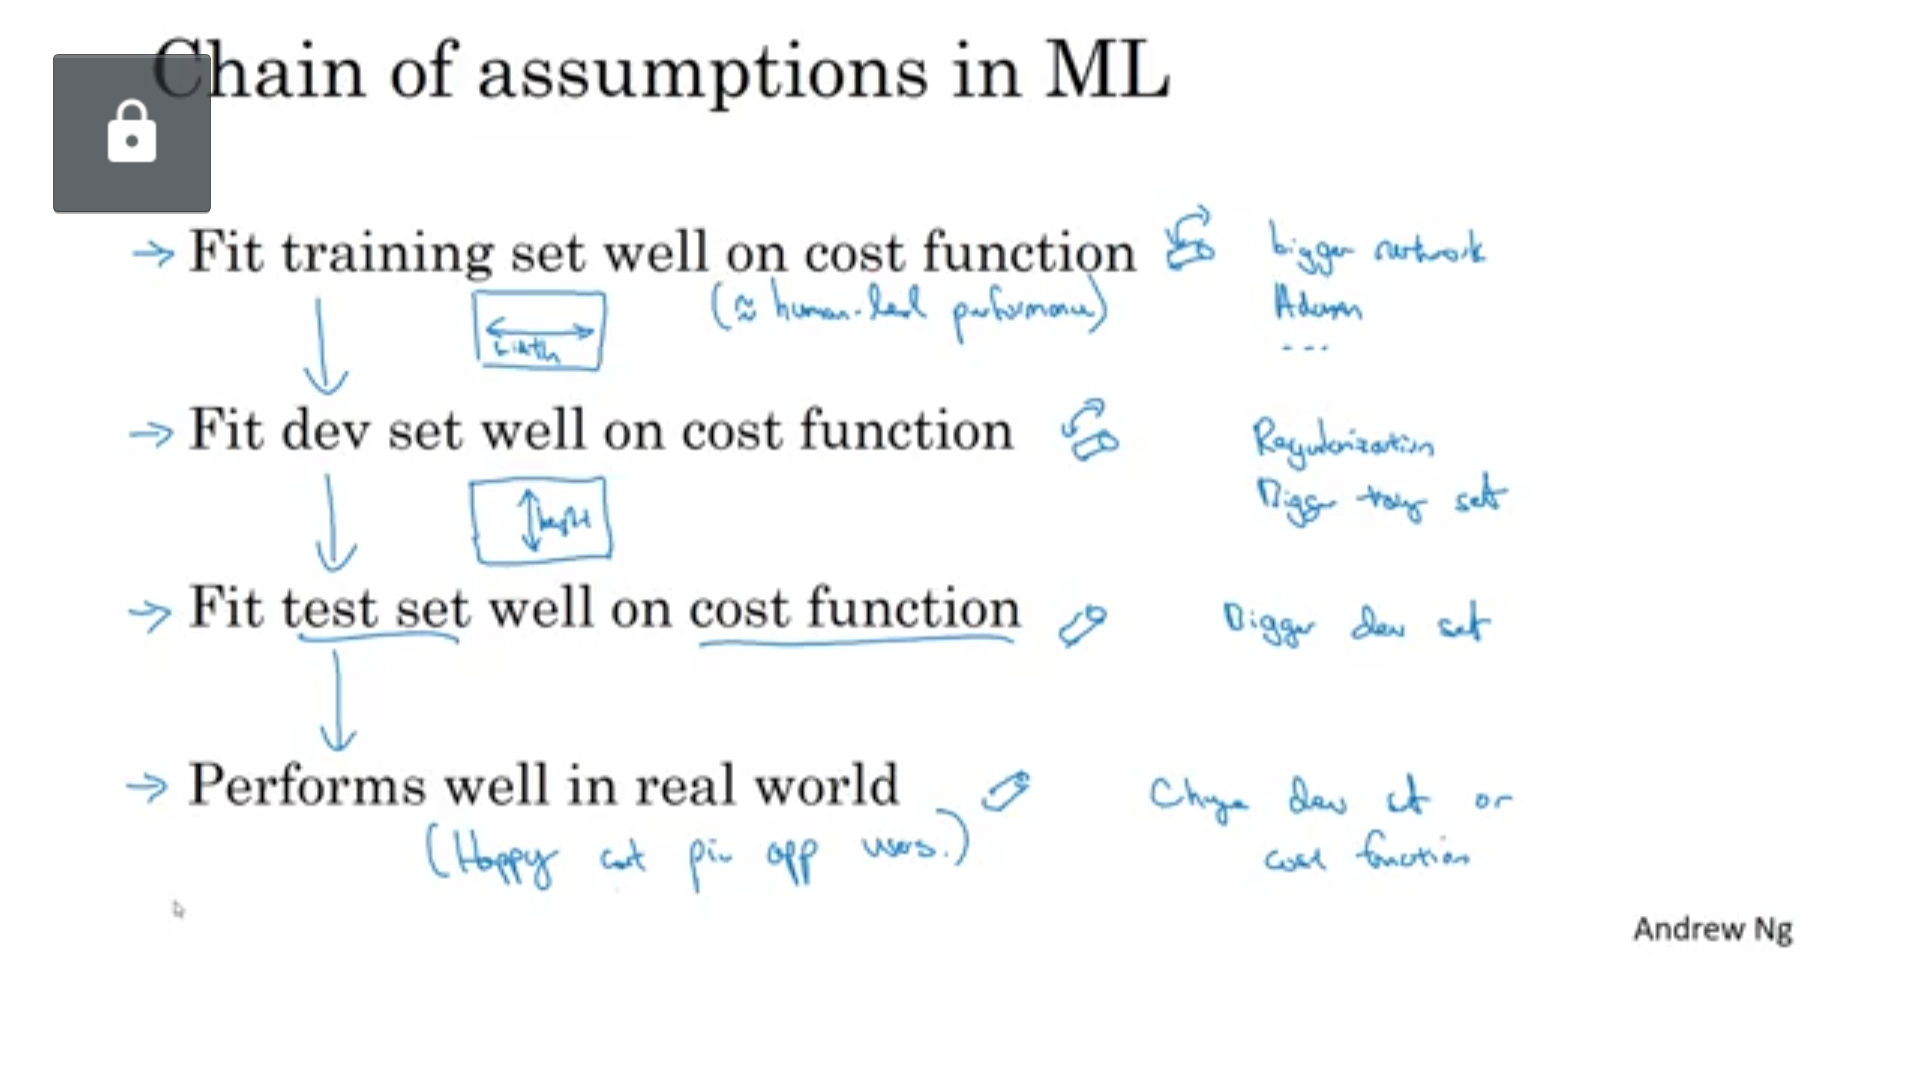 Chain of assumptions in ML
→ Fit training set well on cost function
bigger network
(≈ human-level performance)
Adam
width
...
→ Fit dev set well on cost function
Regularization
Bigger training set
height
→ Fit test set well on cost function
Bigger dev set
→ Performs well in real world
Change dev set or
(Happy cat pic app users.)
cost function
Andrew Ng